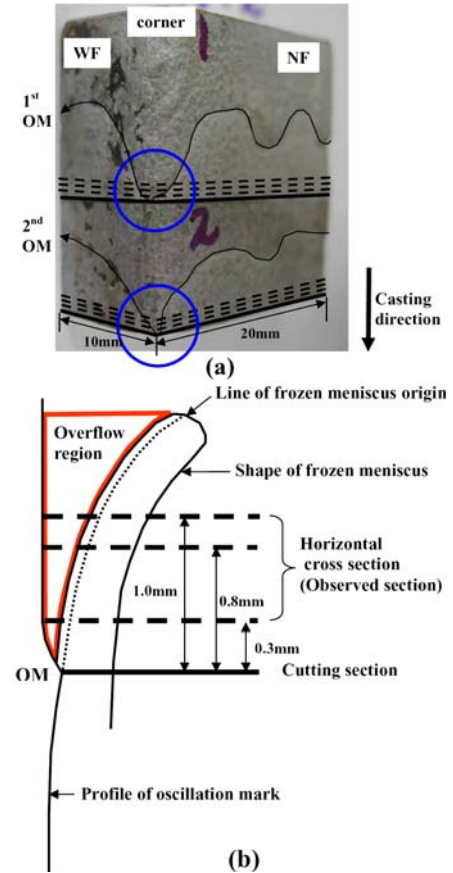 corner
WF
NF
1
1st
OM
2nd
OM
2
Casting
direction
10mm
20mm
(a)
Line of frozen meniscus origin
Overflow
region
Shape of frozen meniscus
Horizontal
cross section
(Observed section)
1.0mm
0.8mm
0.3mm
OM
Cutting section
Profile of oscillation mark
(b)